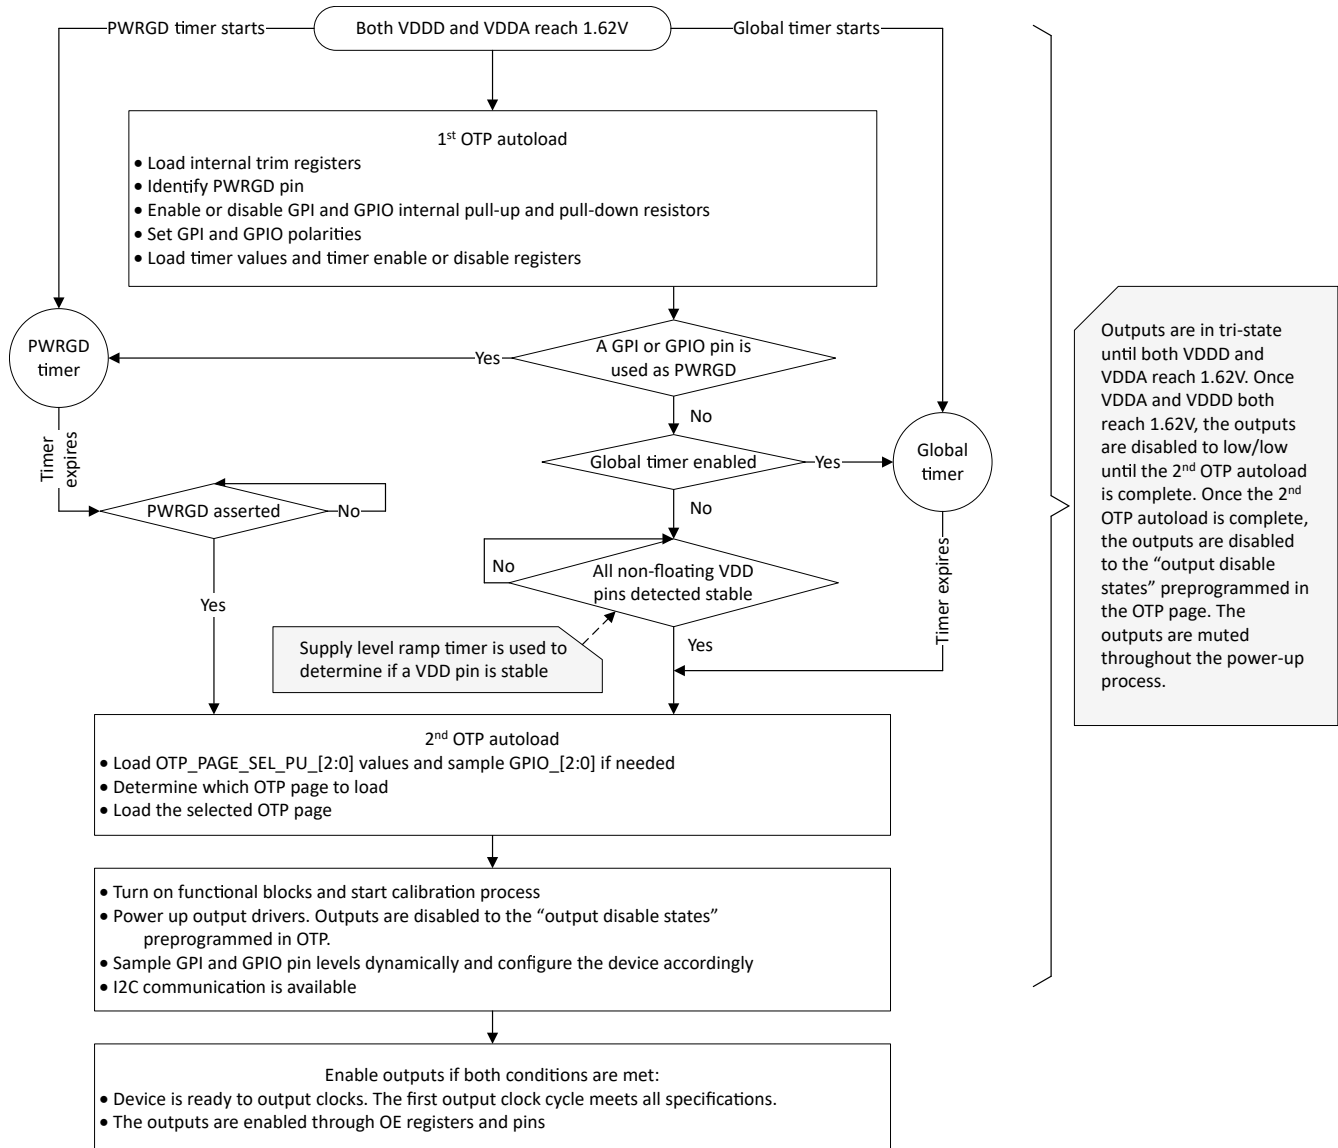 PWRGD timer starts
Both VDDD and VDDA reach 1.62V
Global timer starts
1st OTP autoload
• Load internal trim registers
• Identify PWRGD pin
• Enable or disable GPI and GPIO internal pull-up and pull-down resistors
• Set GPI and GPIO polarities
• Load timer values and timer enable or disable registers
PWRGD
timer
Yes
A GPI or GPIO pin is
used as PWRGD
No
Timer
expires
Global timer enabled
Yes
Global
timer
No
PWRGD asserted
No
Yes
No
All non-floating VDD
pins detected stable
Timer expires
Supply level ramp timer is used to
determine if a VDD pin is stable
Yes
2nd OTP autoload
• Load OTP_PAGE_SEL_PU_[2:0] values and sample GPIO_[2:0] if needed
• Determine which OTP page to load
• Load the selected OTP page
• Turn on functional blocks and start calibration process
• Power up output drivers. Outputs are disabled to the “output disable states”
preprogrammed in OTP.
• Sample GPI and GPIO pin levels dynamically and configure the device accordingly
• I2C communication is available
Enable outputs if both conditions are met:
• Device is ready to output clocks. The first output clock cycle meets all specifications.
• The outputs are enabled through OE registers and pins
Outputs are in tri-state
until both VDDD and
VDDA reach 1.62V. Once
VDDA and VDDD both
reach 1.62V, the outputs
are disabled to low/low
until the 2nd OTP autoload
is complete. Once the 2nd
OTP autoload is complete,
the outputs are disabled
to the “output disable
states” preprogrammed in
the OTP page. The
outputs are muted
throughout the power-up
process.